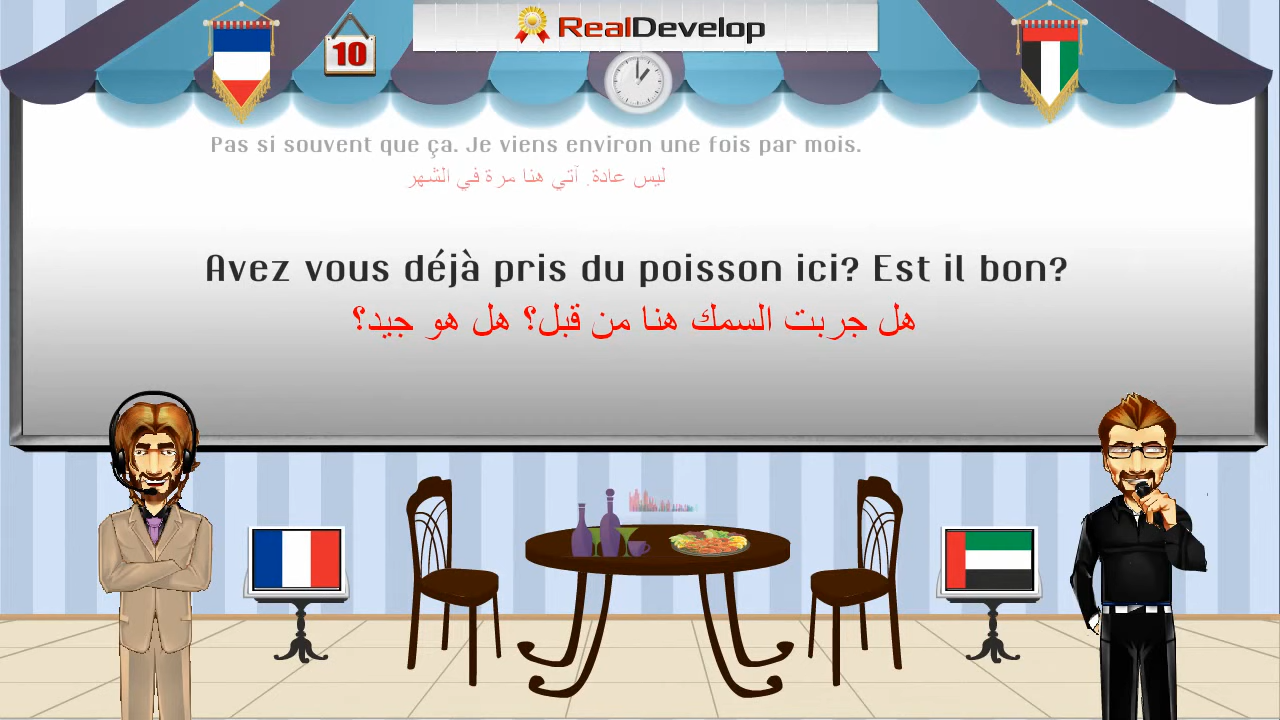 RealDevelop
10
Pas si souvent que ça. Je viens environ une fois par mois.
ليس عادة. آتي هنا مرة في الشهر
Avez vous déjà pris du poisson ici? Est il bon?
هل جربت السمك هنا من قبل؟ هل هو جيد؟